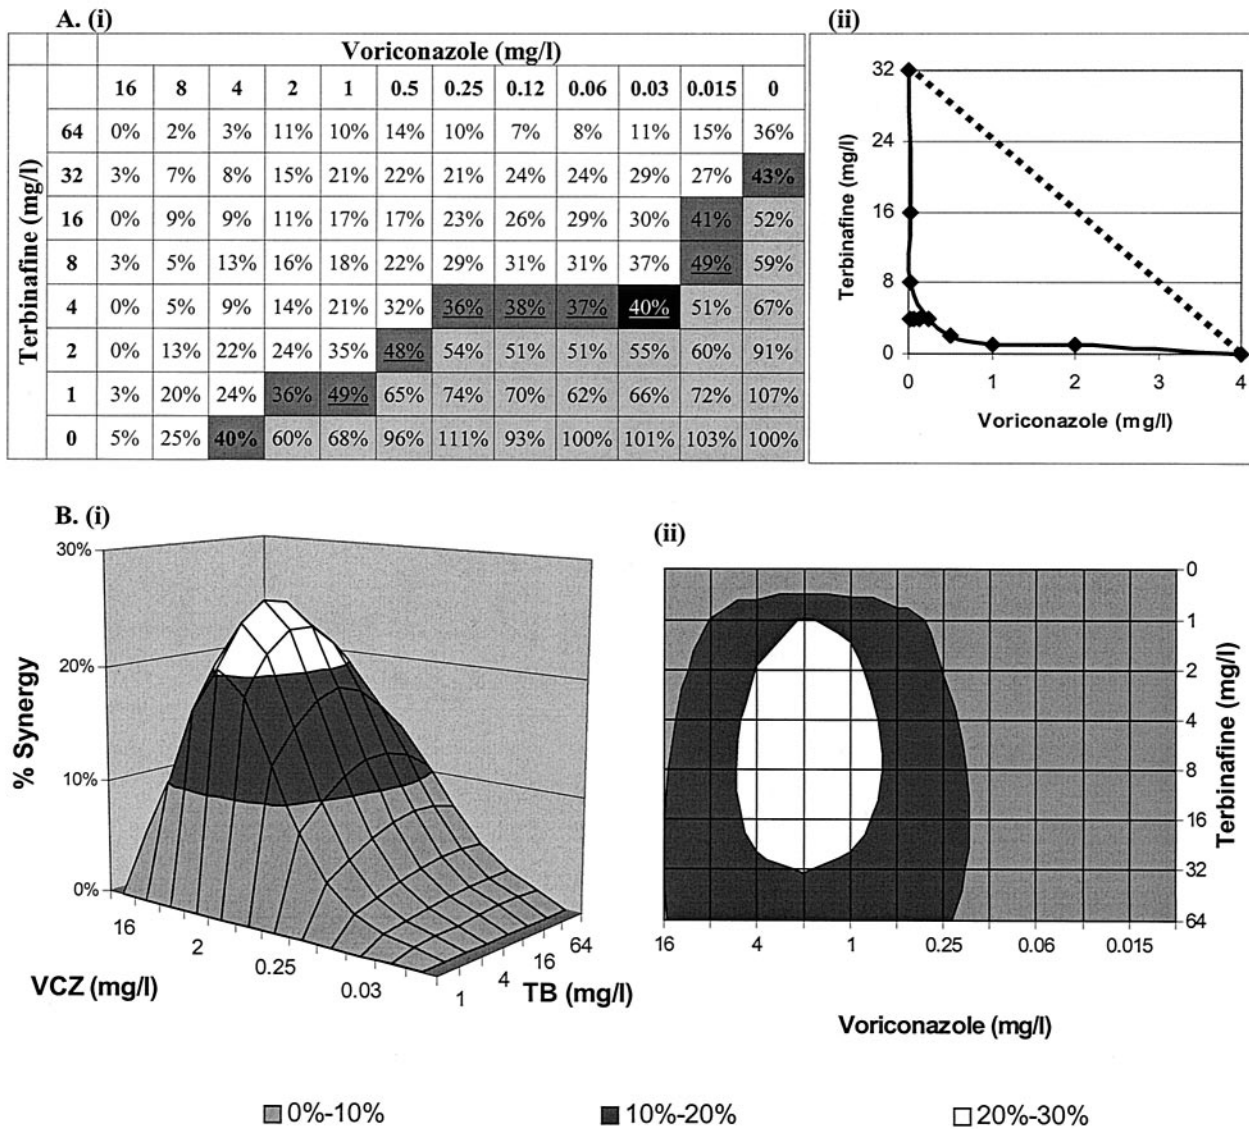 A. (i)
Voriconazole (mg/l)
16 8 4 2 1 0.5 0.25 0.12 0.06 0.03 0.015 0
Terbinafine (mg/l)
64 0% 2% 3% 11% 10% 14% 10% 7% 8% 11% 15% 36%
32 3% 7% 8% 15% 21% 22% 21% 24% 24% 29% 27% 43%
16 0% 9% 9% 11% 17% 17% 23% 26% 29% 30% 41% 52%
8 3% 5% 13% 16% 18% 22% 29% 31% 31% 37% 49% 59%
4 0% 5% 9% 14% 21% 32% 36% 38% 37% 40% 51% 67%
2 0% 13% 22% 24% 35% 48% 54% 51% 51% 55% 60% 91%
1 3% 20% 24% 36% 49% 65% 74% 70% 62% 66% 72% 107%
0 5% 25% 40% 60% 68% 96% 111% 93% 100% 101% 103% 100%
(ii)
Terbinafine (mg/l)
32
24
16
8
0
0 1 2 3 4
Voriconazole (mg/l)
B. (i)
% Synergy
30%
20%
10%
0%
16 2 0.25 0.03
VCZ (mg/l)
1 4 16 64
TB (mg/l)
(ii)
0
1
2
4
8
16
32
64
Terbinafine (mg/l)
16 4 1 0.25 0.06 0.015
Voriconazole (mg/l)
0%-10% 10%-20% 20%-30%